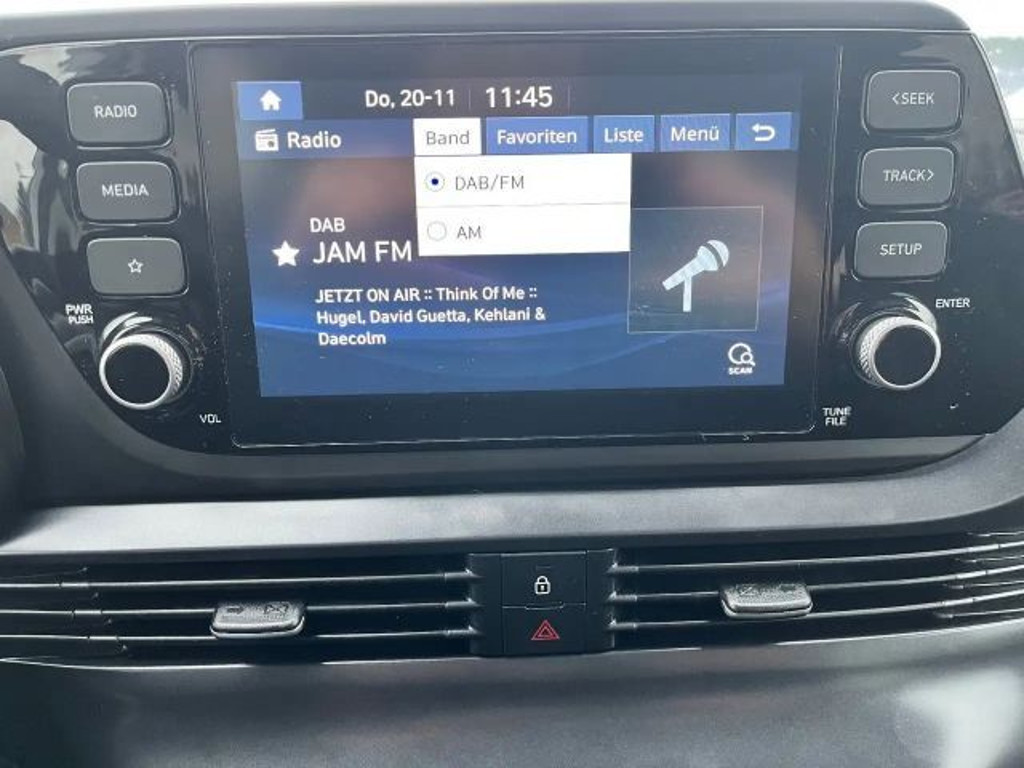 RADIO
MEDIA
PWR
PUSH
VOL
Do, 20-11 11:45
Radio Band Favoriten Liste Menü
DAB/FM
AM
DAB
JAM FM
JETZT ON AIR :: Think Of Me ::
Hugel, David Guetta, Kehlani &
Daecolm
SCAN
<SEEK
TRACK>
SETUP
ENTER
TUNE
FILE